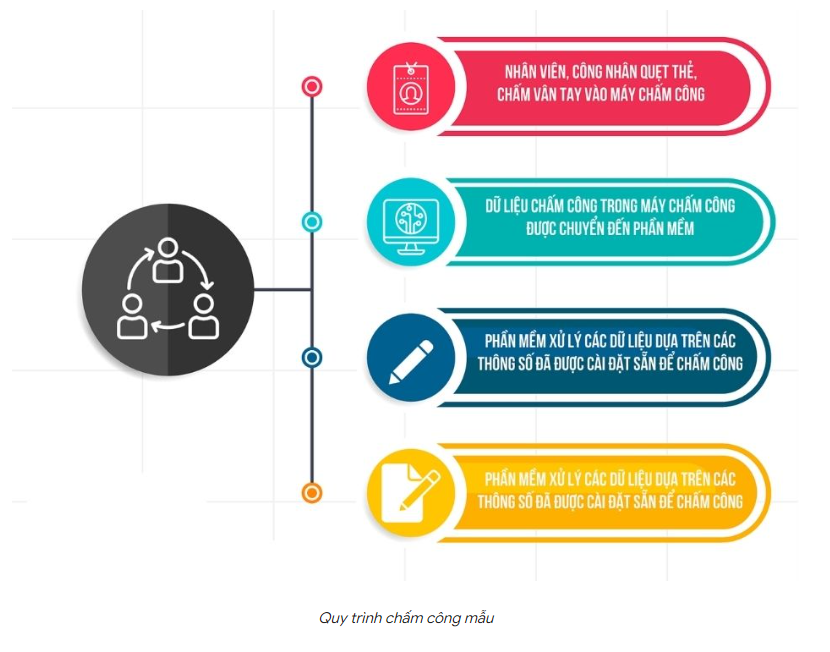 NHÂN VIÊN, CÔNG NHÂN QUẸT THẺ,
CHẤM VÂN TAY VÀO MÁY CHẤM CÔNG
DỮ LIỆU CHẤM CÔNG TRONG MÁY CHẤM CÔNG
ĐƯỢC CHUYỂN ĐẾN PHẦN MỀM
PHẦN MỀM XỬ LÝ CÁC DỮ LIỆU DỰA TRÊN CÁC
THÔNG SỐ ĐÃ ĐƯỢC CÀI ĐẶT SẴN ĐỂ CHẤM CÔNG
PHẦN MỀM XỬ LÝ CÁC DỮ LIỆU DỰA TRÊN CÁC
THÔNG SỐ ĐÃ ĐƯỢC CÀI ĐẶT SẴN ĐỂ CHẤM CÔNG
Quy trình chấm công mẫu